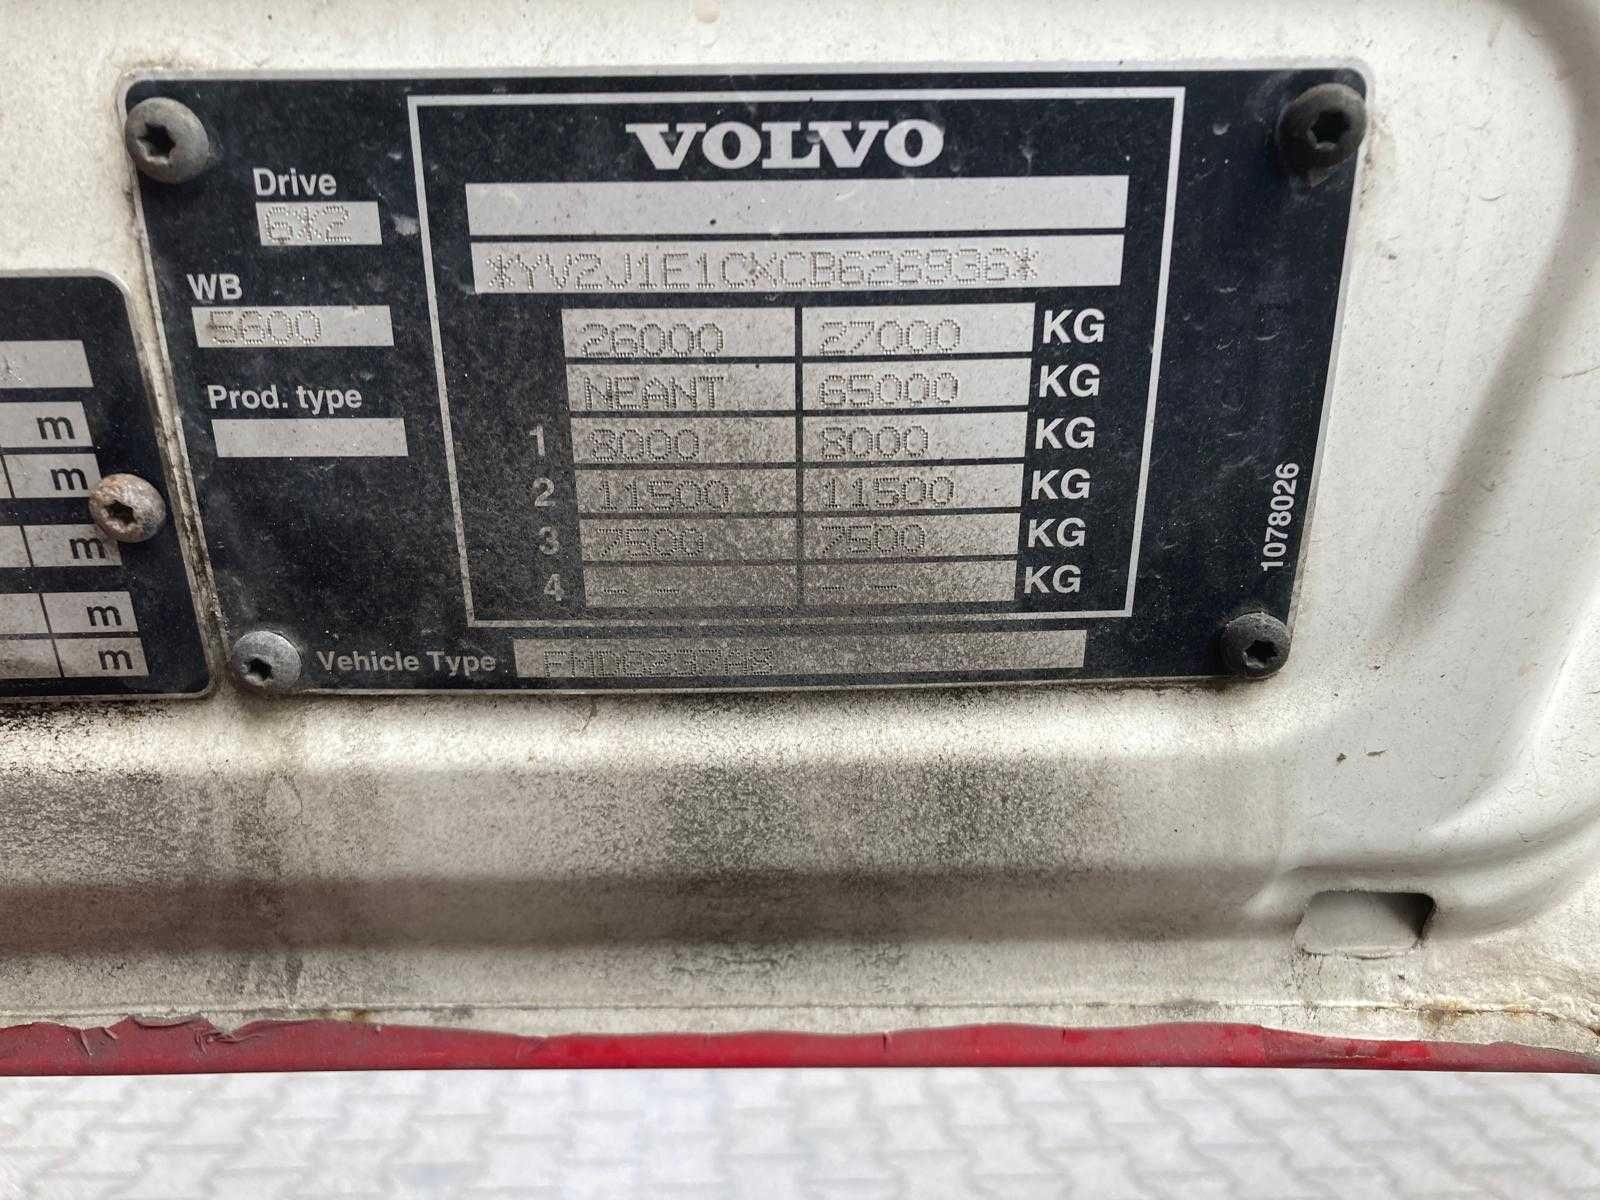 VOLVO
Drive
6X2
*YV2J1E1CXCB626936*
WB
5600
26000 27000 KG
Prod. type
NEANT 65000 KG
1 8000 8000 KG
2 11500 11500 KG
3 7500 7500 KG
4 -- -- KG
Vehicle Type FMD6237A8
1078026
m
m
m
m
m